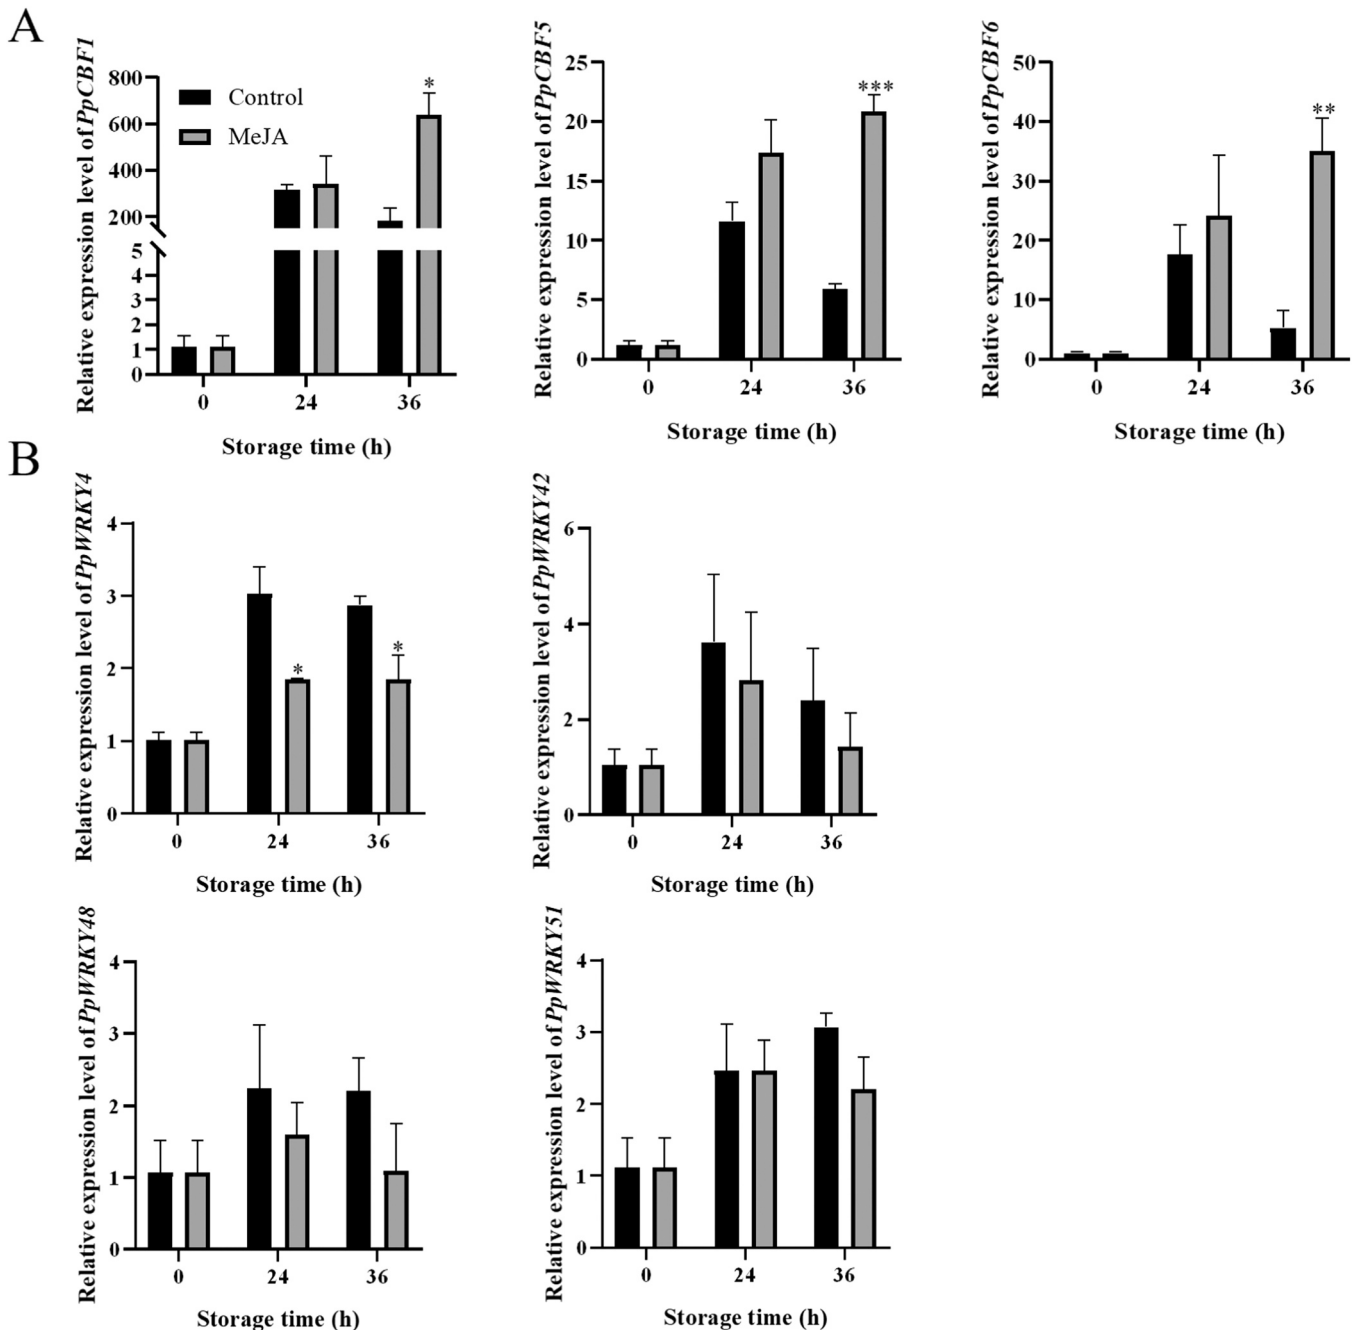 A
Relative expression level of PpCBF1
800
600
400
200
5
4
3
2
1
0
Control
MeJA
*
0 24 36
Storage time (h)
Relative expression level of PpCBF5
25
20
15
10
5
0
***
0 24 36
Storage time (h)
Relative expression level of PpCBF6
50
40
30
20
10
0
**
0 24 36
Storage time (h)
B
Relative expression level of PpWRKY4
4
3
2
1
0
*
*
0 24 36
Storage time (h)
Relative expression level of PpWRKY42
6
4
2
0
0 24 36
Storage time (h)
Relative expression level of PpWRKY48
4
3
2
1
0
0 24 36
Storage time (h)
Relative expression level of PpWRKY51
4
3
2
1
0
0 24 36
Storage time (h)